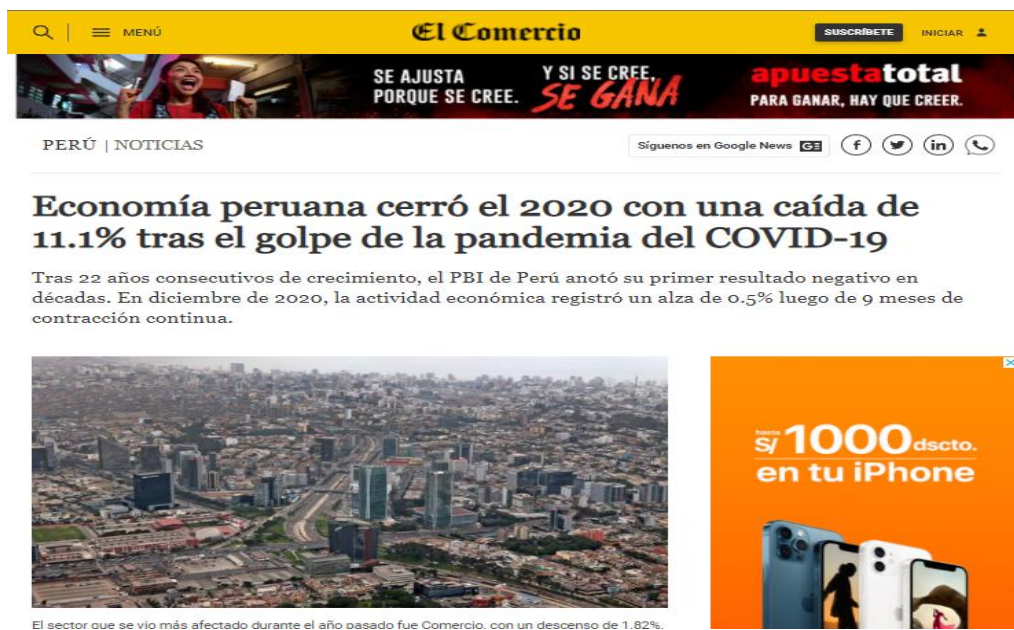 MENÚ
El Comercio
SUSCRÍBETE
INICIAR
SE AJUSTA
PORQUE SE CREE.
Y SI SE CREE,
SE GANA
apuestatotal
PARA GANAR, HAY QUE CREER.
PERÚ | NOTICIAS
Síguenos en Google News
Economía peruana cerró el 2020 con una caída de
11.1% tras el golpe de la pandemia del COVID-19
Tras 22 años consecutivos de crecimiento, el PBI de Perú anotó su primer resultado negativo en
décadas. En diciembre de 2020, la actividad económica registró un alza de 0.5% luego de 9 meses de
contracción continua.
hasta
S/ 1000 dscto.
en tu iPhone
El sector que se vio más afectado durante el año pasado fue Comercio, con un descenso de 1.82%.